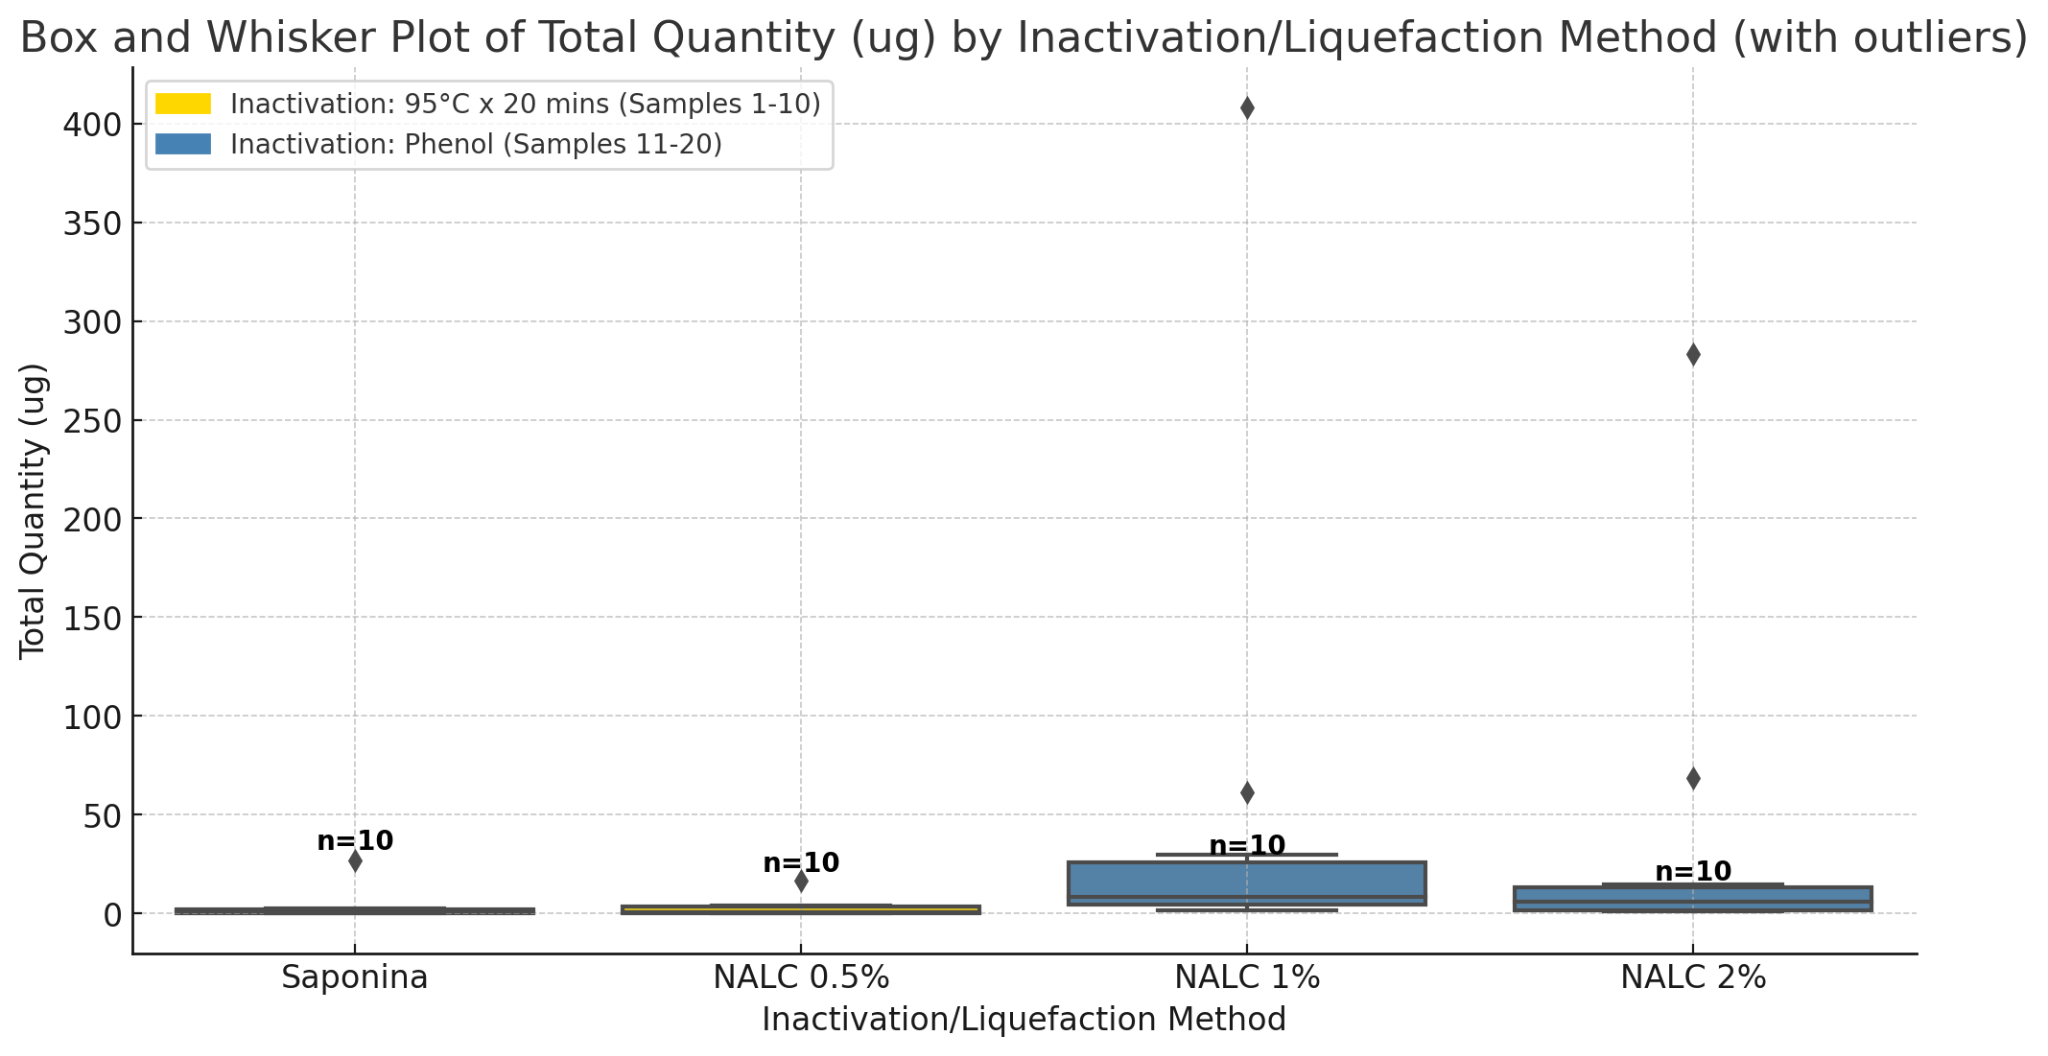 Box and Whisker Plot of Total Quantity (ug) by Inactivation/Liquefaction Method (with outliers)
Inactivation: 95°C x 20 mins (Samples 1-10)
Inactivation: Phenol (Samples 11-20)
Total Quantity (ug)
400
350
300
250
200
150
100
50
0
n=10
n=10
n=10
n=10
Saponina
NALC 0.5%
NALC 1%
NALC 2%
Inactivation/Liquefaction Method